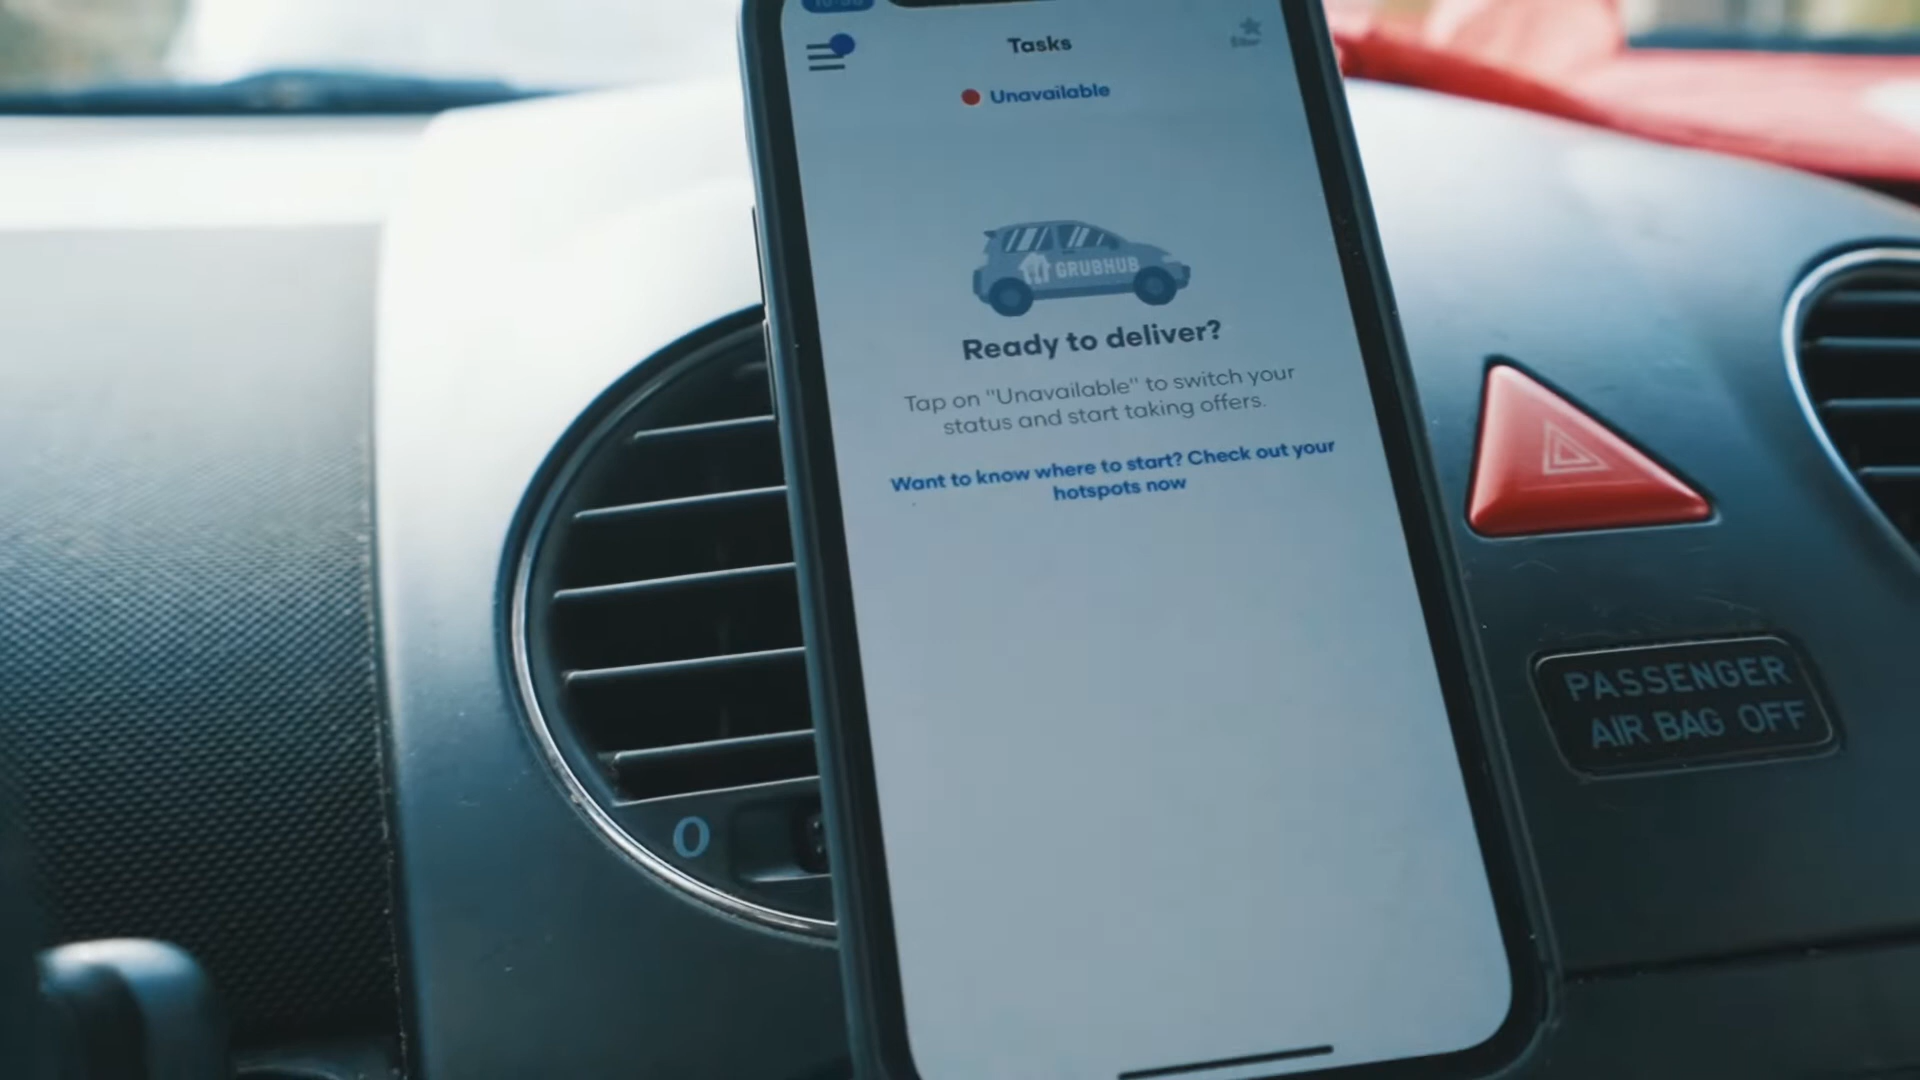 Tasks
Unavailable
GRUBHUB
Ready to deliver?
Tap on "Unavailable" to switch your
status and start taking offers.
Want to know where to start? Check out your
hotspots now
PASSENGER
AIR BAG OFF
0